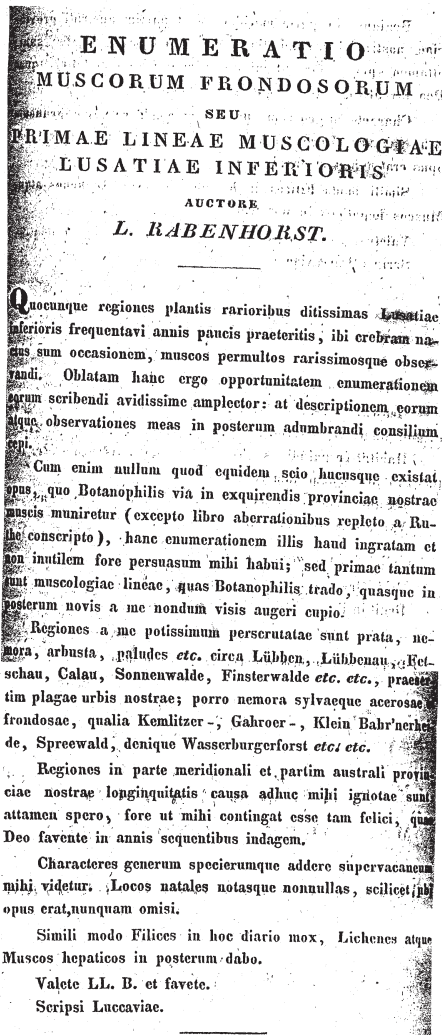 ENUMERATIO
MUSCORUM FRONDOSORUM
SEU
PRIMAE LINEAE MUSCOLOGIAE
LUSATIAE INFERIORIS
AUCTORE
L. RABENHORST.
Quocunque regiones plantis rarioribus ditissimas Lusatiae
inferioris frequentavi annis paucis praeteritis, ibi crebram na-
ctus sum occasionem, muscos permultos rarissimosque obser-
vandi. Oblatam hanc ergo opportunitatem enumerationem
eorum scribendi avidissime amplector: at descriptionem eorum
atque observationes meas in posterum adumbrandi consilium
cepi.
Cum enim nullum quod equidem scio hucusque existat
opus, quo Botanophilis via in exquirendis provinciae nostrae
muscis muniretur (excepto libro aberrationibus repleto a Ru-
the conscripto), hanc enumerationem illis haud ingratam et
non inutilem fore persuasum mihi habui; sed primae tantum
sunt muscologiae lineae, quas Botanophilis trado, quasque in
posterum novis a me nondum visis augeri cupio.
Regiones a me potissimum perscrutatae sunt prata, ne-
mora, arbusta, paludes etc. circa Lübben, Lübbenau, Fet-
schau, Calau, Sonnenwalde, Finsterwalde etc. etc., praeser-
tim plagae urbis nostrae; porro nemora sylvaeque acerosae,
frondosae, qualia Kemlitzer-, Gahroer-, Klein Bahr'nerhei-
de, Spreewald, denique Wasserburgerforst etc. etc.
Regiones in parte meridionali et partim australi provin-
ciae nostrae longinquitatis causa adhuc mihi ignotae sunt,
attamen spero, fore ut mihi contingat esse tam felici, quas
Deo favente in annis sequentibus indagem.
Characteres generum specierumque addere supervacaneum
mihi videtur. Locos natales notasque nonnullas, scilicet ubi
opus erat, nunquam omisi.
Simili modo Filices in hoc diario mox, Lichenes atque
Muscos hepaticos in posterum dabo.
Valete LL. B. et favete.
Scripsi Luccaviae.